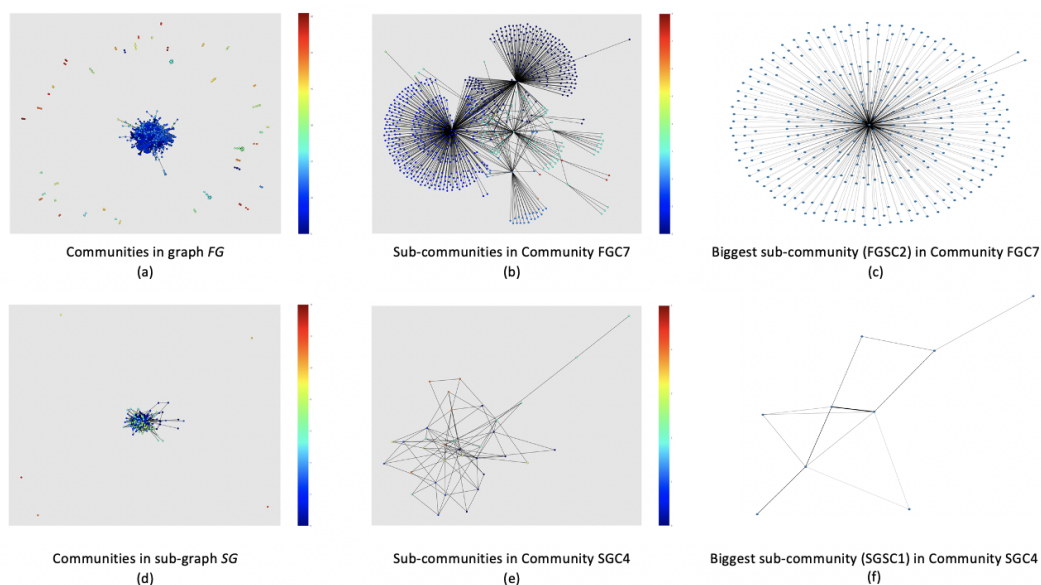 Communities in graph FG
(a)
Sub-communities in Community FGC7
(b)
Biggest sub-community (FGSC2) in Community FGC7
(c)
Communities in sub-graph SG
(d)
Sub-communities in Community SGC4
(e)
Biggest sub-community (SGSC1) in Community SGC4
(f)